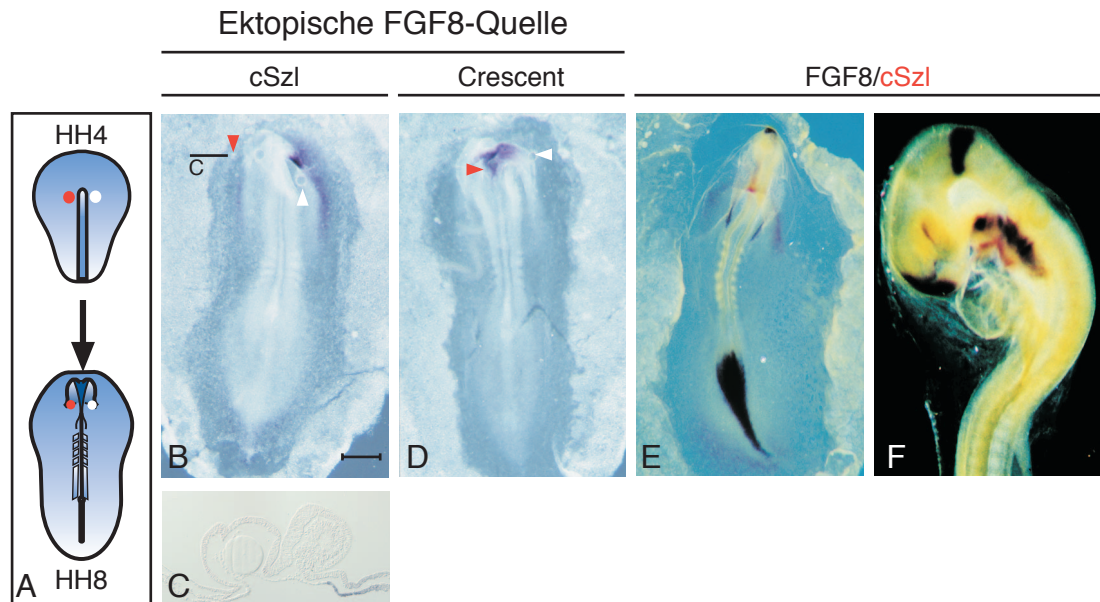 Ektopische FGF8-Quelle
cSzl
Crescent
FGF8/cSzl
HH4
HH8
A
C
B
D
E
F
C